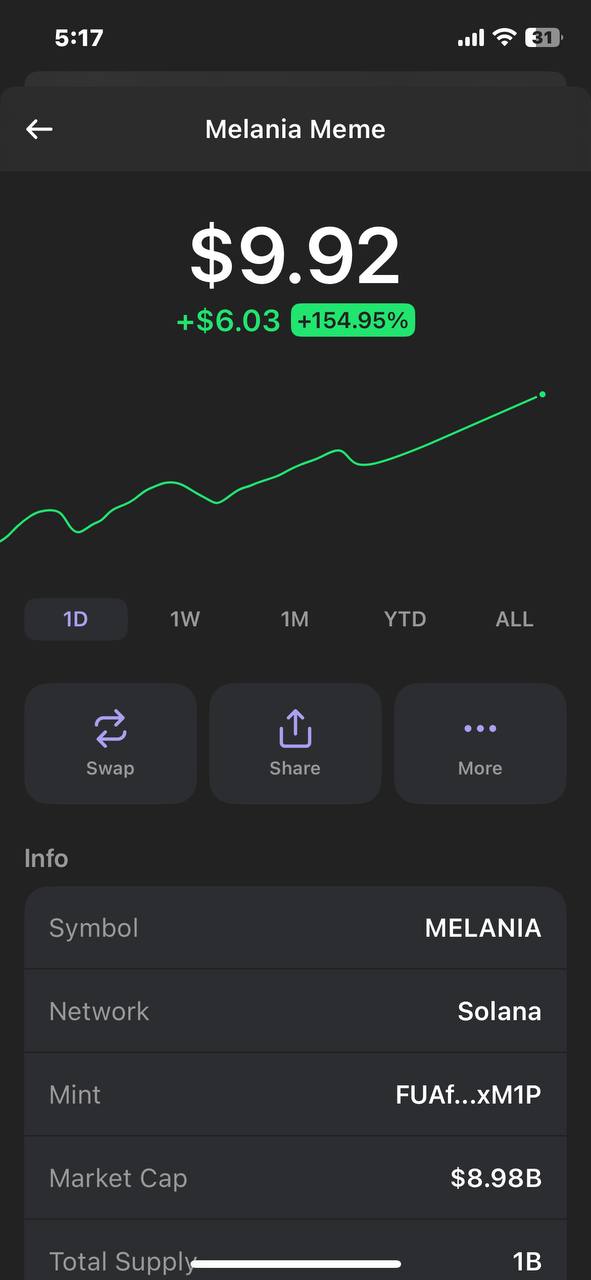 5:17
31
Melania Meme
$9.92
+$6.03 +154.95%
1D 1W 1M YTD ALL
Swap Share More
Info
Symbol MELANIA
Network Solana
Mint FUAf...xM1P
Market Cap $8.98B
Total Supply 1B